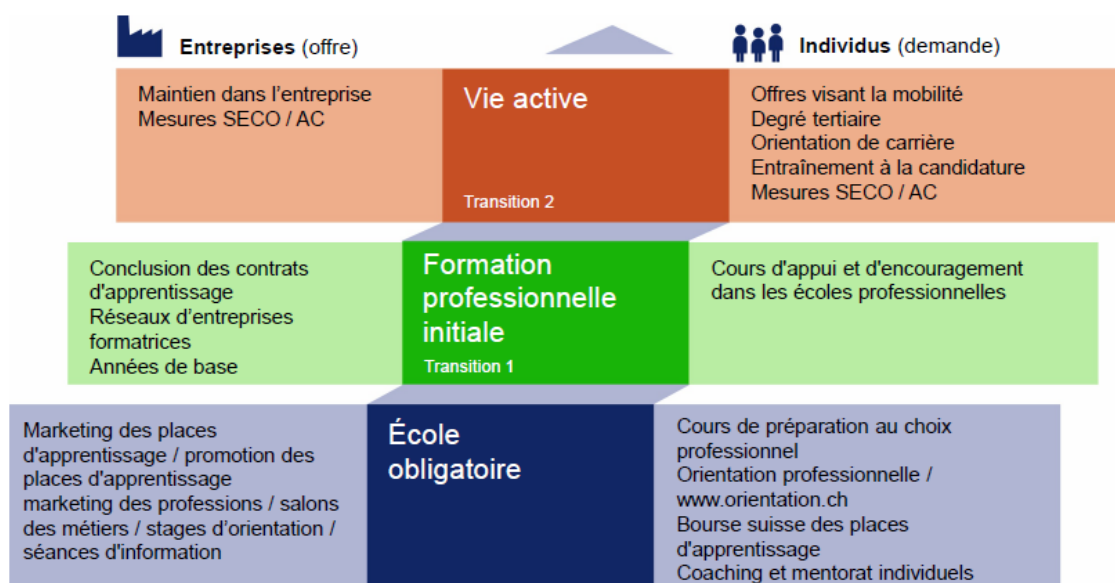 Entreprises (offre)
Individus (demande)
Maintien dans l'entreprise
Mesures SECO / AC
Vie active
Transition 2
Offres visant la mobilité
Degré tertiaire
Orientation de carrière
Entraînement à la candidature
Mesures SECO / AC
Conclusion des contrats
d'apprentissage
Réseaux d'entreprises
formatrices
Années de base
Formation
professionnelle
initiale
Transition 1
Cours d'appui et d'encouragement
dans les écoles professionnelles
Marketing des places
d'apprentissage / promotion des
places d'apprentissage
marketing des professions / salons
des métiers / stages d'orientation /
séances d'information
École
obligatoire
Cours de préparation au choix
professionnel
Orientation professionnelle /
www.orientation.ch
Bourse suisse des places
d'apprentissage
Coaching et mentorat individuels